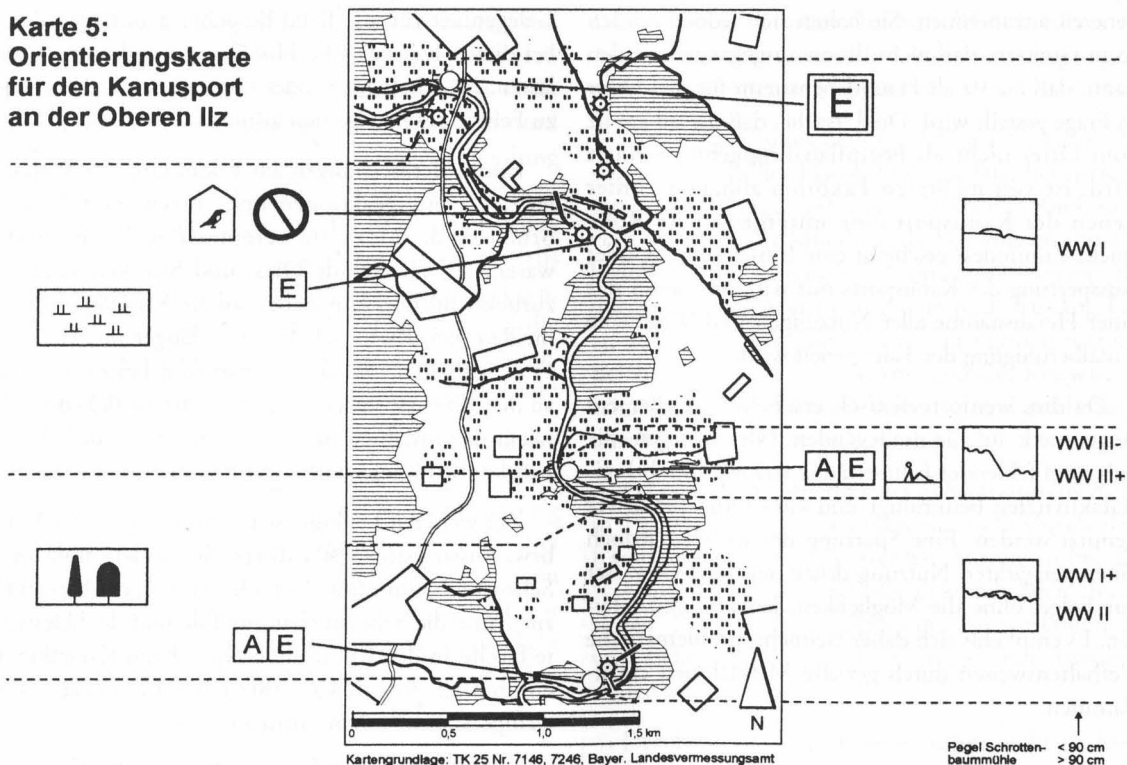 Karte 5:
Orientierungskarte
für den Kanusport
an der Oberen Ilz
E
E
WW I
A E
WW III-
WW III+
WW I+
WW II
A E
N
0 0,5 1,0 1,5 km
Kartengrundlage: TK 25 Nr. 7146, 7246, Bayer. Landesvermessungsamt
Pegel Schrotten- < 90 cm
baummühle > 90 cm